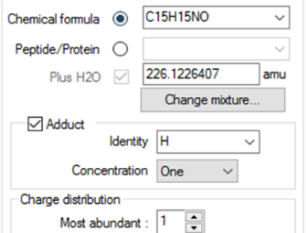 Chemical formula C15H15NO
Peptide/Protein
Plus H2O 226.1226407 amu
Change mixture...
Adduct
Identity H
Concentration One
Charge distribution
Most abundant : 1